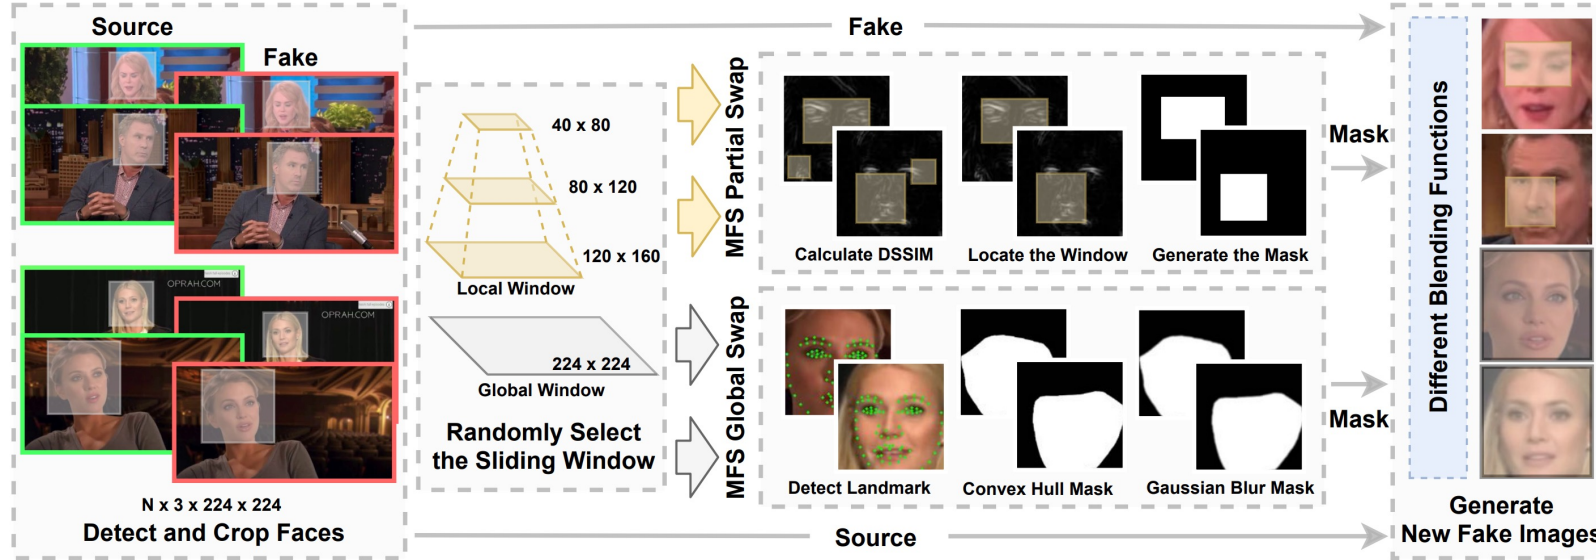 Source
Fake
OPRAH.COM
OPRAH.COM
N x 3 x 224 x 224
Detect and Crop Faces
Fake
40 x 80
80 x 120
120 x 160
Local Window
224 x 224
Global Window
Randomly Select
the Sliding Window
MFS Partial Swap
Calculate DSSIM
Locate the Window
Generate the Mask
Mask
MFS Global Swap
Detect Landmark
Convex Hull Mask
Gaussian Blur Mask
Mask
Source
Different Blending Functions
Generate
New Fake Images